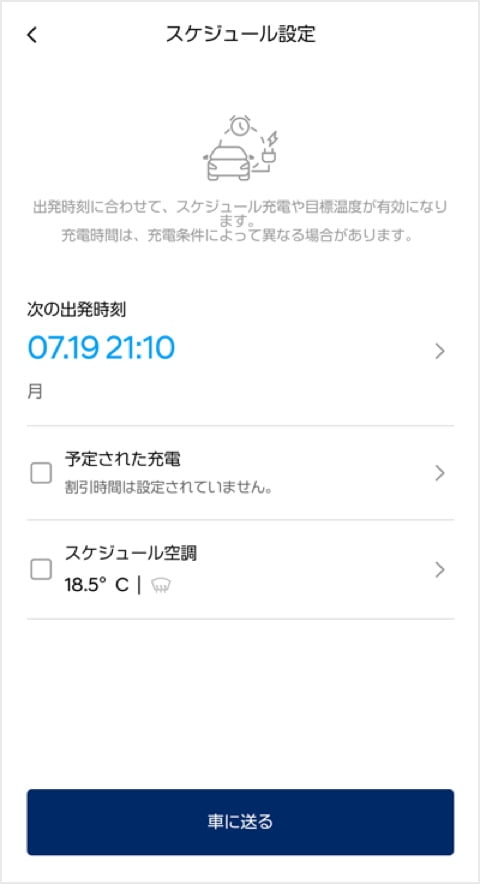 スケジュール設定
出発時刻に合わせて、スケジュール充電や目標温度が有効になり
ます。
充電時間は、充電条件によって異なる場合があります。
次の出発時刻
07.19 21:10
月
予定された充電
割引時間は設定されていません。
スケジュール空調
18.5° C |
車に送る